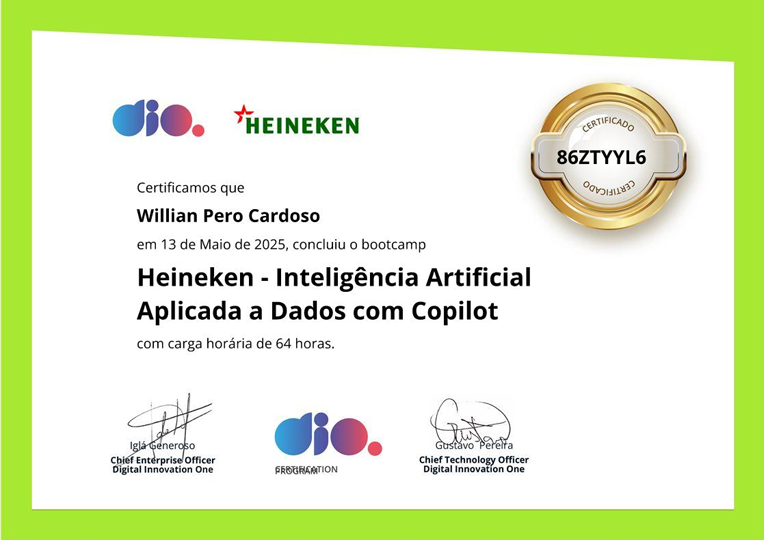 dio.
HEINEKEN
CERTIFICADO
86ZTYYL6
CERTIFICADO
Certificamos que
Willian Pero Cardoso
em 13 de Maio de 2025, concluiu o bootcamp
Heineken - Inteligência Artificial
Aplicada a Dados com Copilot
com carga horária de 64 horas.
Iglá Generoso
Chief Enterprise Officer
Digital Innovation One
dio.
CERTIFICATION
PROGRAM
Gustavo Pereira
Chief Technology Officer
Digital Innovation One